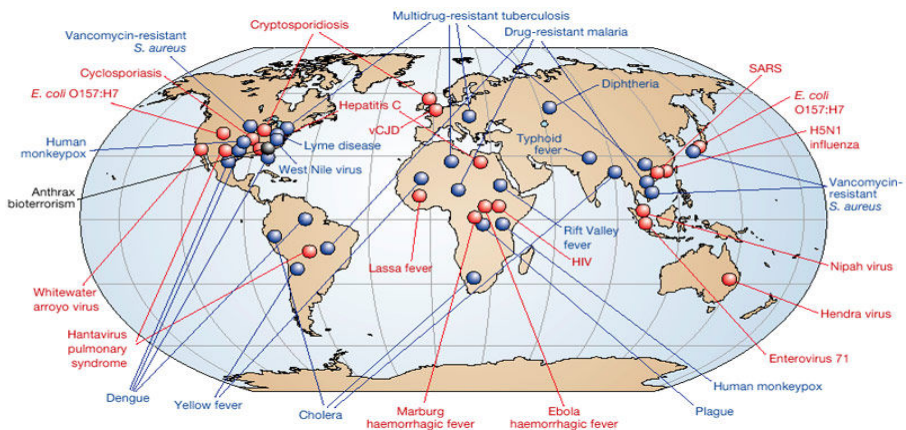 Cryptosporidiosis
Multidrug-resistant tuberculosis
Drug-resistant malaria
Vancomycin-resistant
S. aureus
SARS
Cyclosporiasis
E. coli O157:H7
Hepatitis C
Diphtheria
E. coli
O157:H7
vCJD
H5N1
influenza
Human
monkeypox
Lyme disease
Typhoid
fever
West Nile virus
Anthrax
bioterrorism
Vancomycin-
resistant
S. aureus
Rift Valley
fever
HIV
Lassa fever
Nipah virus
Whitewater
arroyo virus
Hendra virus
Hantavirus
pulmonary
syndrome
Enterovirus 71
Human monkeypox
Dengue
Yellow fever
Cholera
Marburg
haemorrhagic fever
Ebola
haemorrhagic fever
Plague